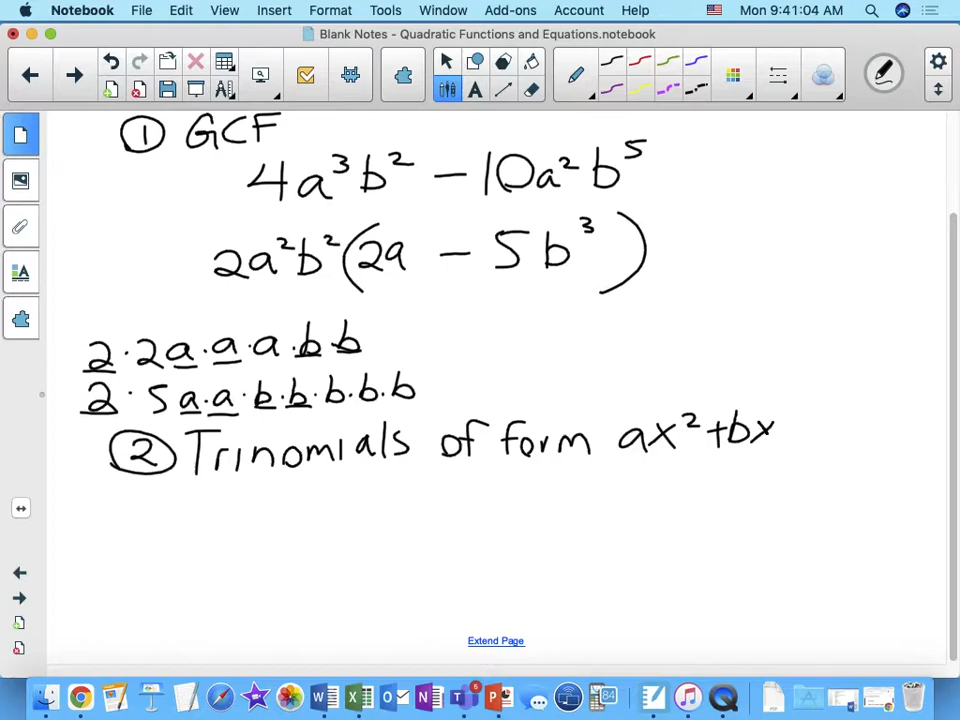 Notebook File Edit View Insert Format Tools Window Add-ons Account Help Mon 9:41:04 AM
Blank Notes - Quadratic Functions and Equations.notebook
① GCF
4a³b² − 10a²b⁵
2a²b²(2a − 5b³)
2·2a·a·a·b·b
2·5a·a·b·b·b·b·b
② Trinomials of form ax²+bx
Extend Page
6
84